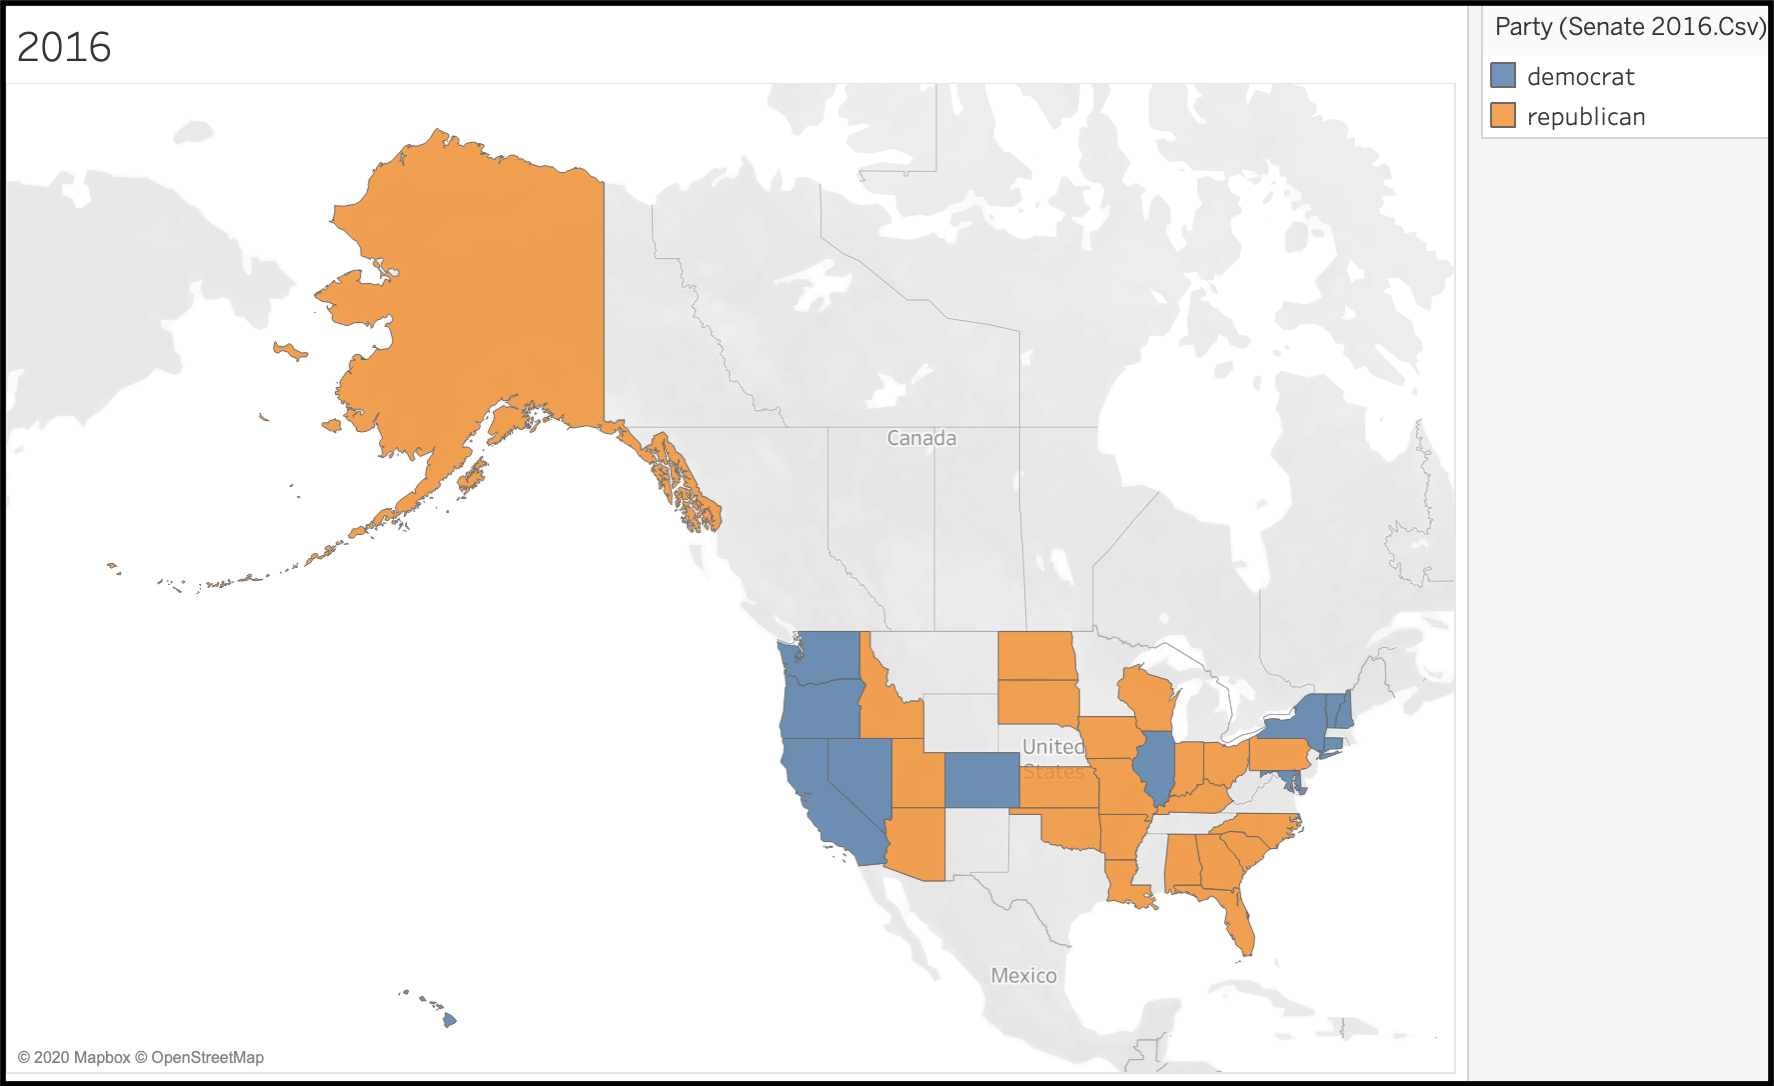 2016
Party (Senate 2016.Csv)
democrat
republican
Canada
United
States
Mexico
© 2020 Mapbox © OpenStreetMap